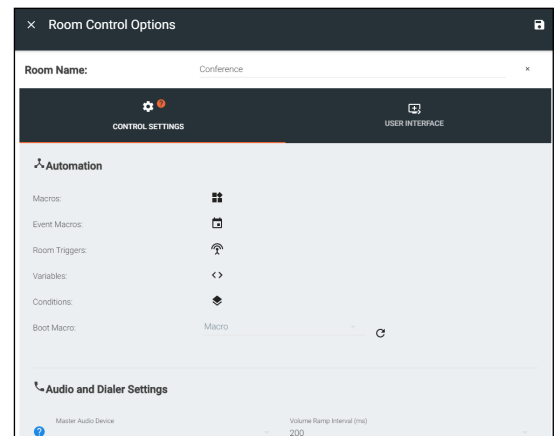 × Room Control Options
Room Name: Conference ×
?
CONTROL SETTINGS
USER INTERFACE
Automation
Macros:
Event Macros:
Room Triggers:
Variables:
Conditions:
Boot Macro: Macro
Audio and Dialer Settings
Master Audio Device
Volume Ramp Interval (ms)
?
200